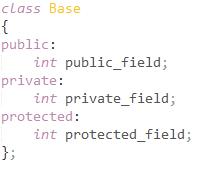 class Base
{
public:
    int public_field;
private:
    int private_field;
protected:
    int protected_field;
};